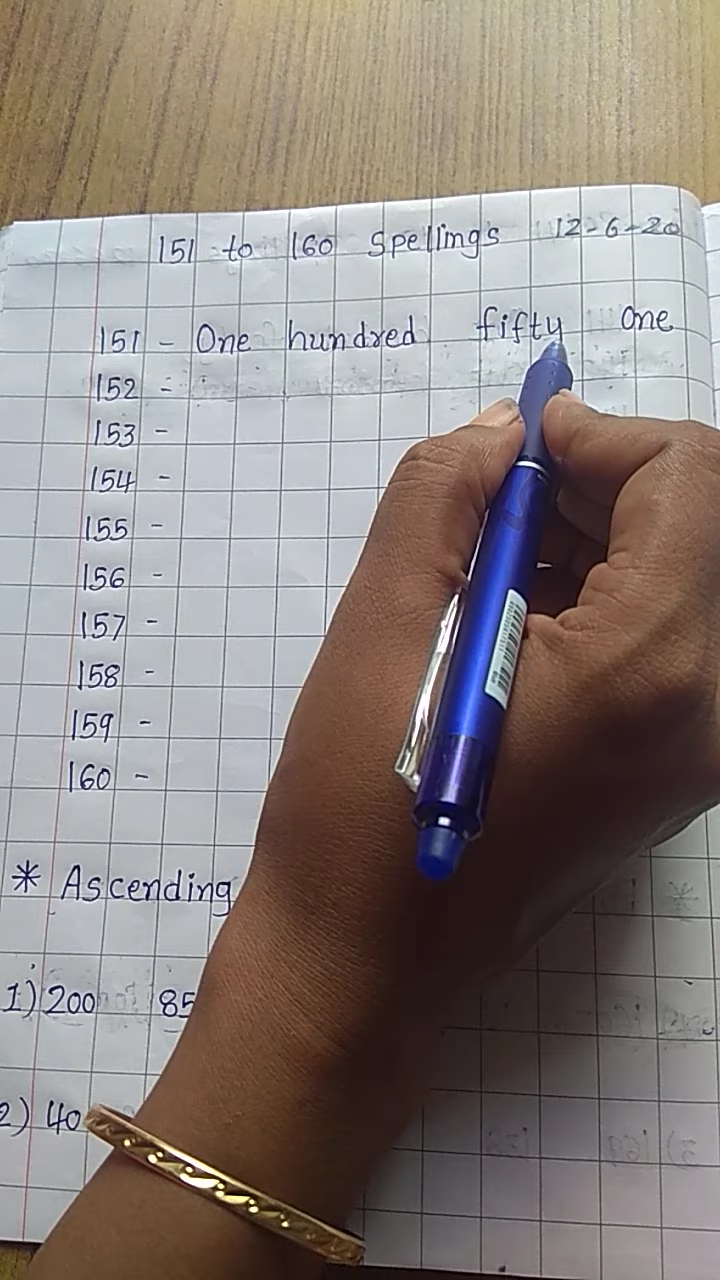 151 to 160 Spellings 12-6-20
151 - One hundred fifty One
152 -
153 -
154 -
155 -
156 -
157 -
158 -
159 -
160 -
* Ascending
1) 200 85
2) 40